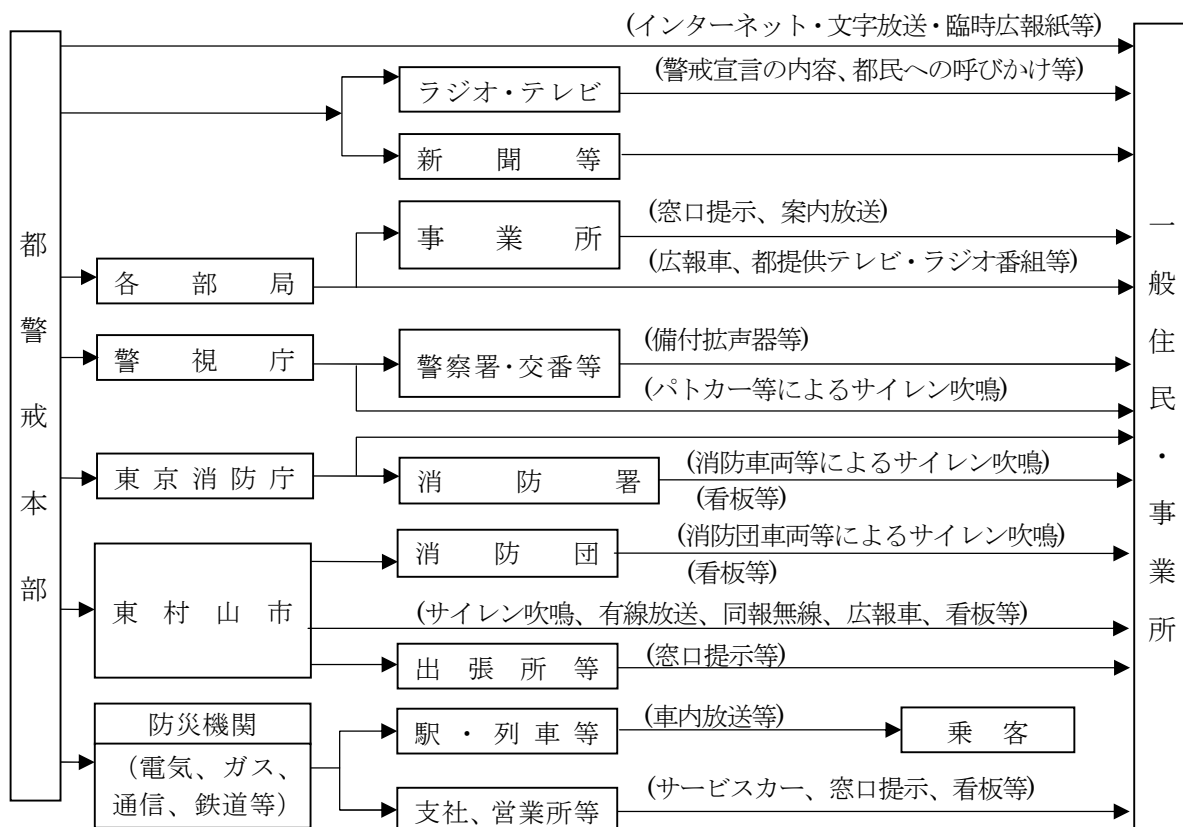 (インターネット・文字放送・臨時広報紙等)
(警戒宣言の内容、都民への呼びかけ等)
ラジオ・テレビ
新聞等
(窓口提示、案内放送)
事業所
(広報車、都提供テレビ・ラジオ番組等)
各部局
(備付拡声器等)
警視庁
警察署・交番等
(パトカー等によるサイレン吹鳴)
(消防車両等によるサイレン吹鳴)
東京消防庁
消防署
(看板等)
(消防団車両等によるサイレン吹鳴)
消防団
(看板等)
(サイレン吹鳴、有線放送、同報無線、広報車、看板等)
東村山市
出張所等
(窓口提示等)
防災機関
(電気、ガス、
通信、鉄道等)
駅・列車等
(車内放送等)
乗客
支社、営業所等
(サービスカー、窓口提示、看板等)
都警戒本部
一般住民・事業所